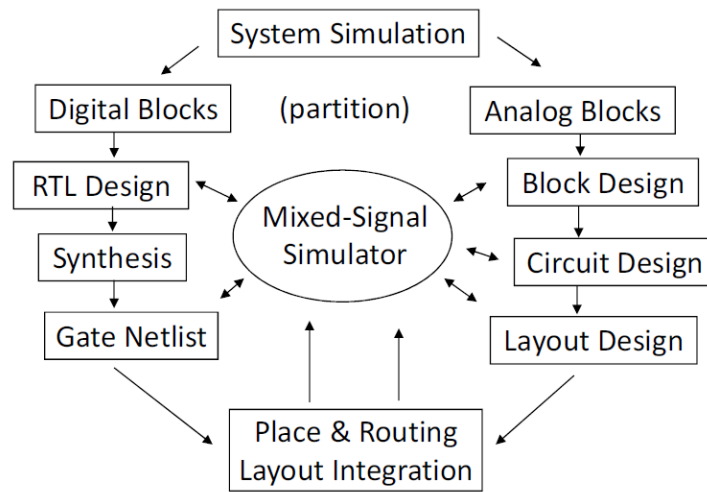 System Simulation
Digital Blocks
(partition)
Analog Blocks
RTL Design
Block Design
Mixed-Signal
Simulator
Synthesis
Circuit Design
Gate Netlist
Layout Design
Place & Routing
Layout Integration